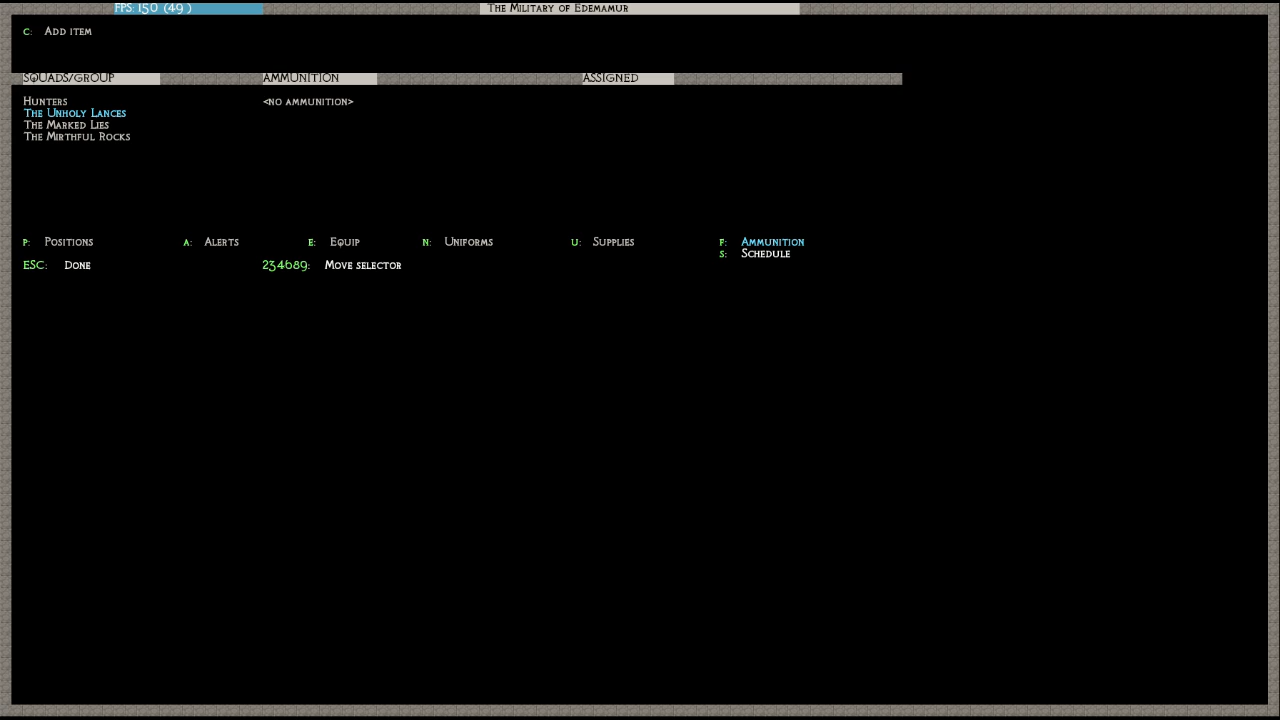 FPS: 150 (49) The Military of Edemamur
c: Add item
SQUADS/GROUP AMMUNITION ASSIGNED
Hunters <no ammunition>
The Unholy Lances
The Marked Lies
The Mirthful Rocks
p: Positions a: Alerts e: Equip n: Uniforms u: Supplies f: Ammunition
s: Schedule
ESC: Done 234689: Move selector